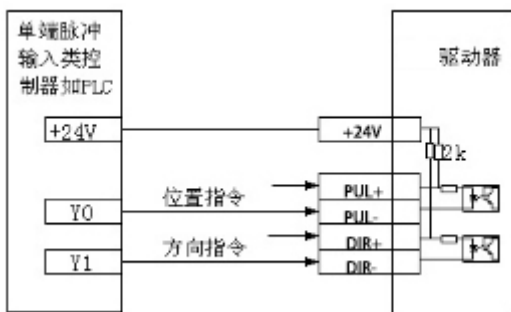 单端脉冲
输入类控
制器如PLC
驱动器
+24V
+24V
2k
位置指令
PUL+
Y0
PUL-
方向指令
DIR+
Y1
DIR-